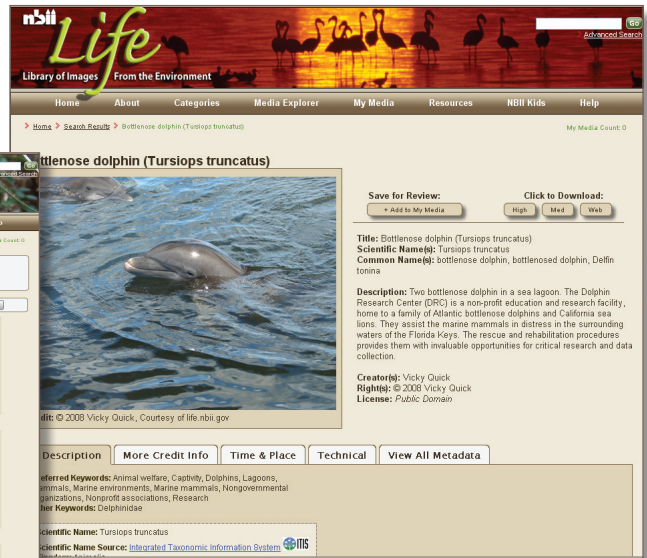 nbii
Life
Library of Images From the Environment
Go
Advanced Search
Home About Categories Media Explorer My Media Resources NBII Kids Help
Home Search Results Bottlenose dolphin (Tursiops truncatus)
My Media Count: 0
ttlenose dolphin (Tursiops truncatus)
Save for Review:
+ Add to My Media
Click to Download:
High Med Web
Title: Bottlenose dolphin (Tursiops truncatus)
Scientific Name(s): Tursiops truncatus
Common Name(s): bottlenose dolphin, bottlenosed dolphin, Delfin
tonina
Description: Two bottlenose dolphin in a sea lagoon. The Dolphin
Research Center (DRC) is a non-profit education and research facility,
home to a family of Atlantic bottlenose dolphins and California sea
lions. They assist the marine mammals in distress in the surrounding
waters of the Florida Keys. The rescue and rehabilitation procedures
provides them with invaluable opportunities for critical research and data
collection.
Creator(s): Vicky Quick
Right(s): © 2008 Vicky Quick
License: Public Domain
dit: © 2008 Vicky Quick, Courtesy of life.nbii.gov
Description More Credit Info Time & Place Technical View All Metadata
eferred Keywords: Animal welfare, Captivity, Dolphins, Lagoons,
ammals, Marine environments, Marine mammals, Nongovernmental
ganizations, Nonprofit associations, Research
her Keywords: Delphinidae
cientific Name: Tursiops truncatus
cientific Name Source: Integrated Taxonomic Information System ITIS